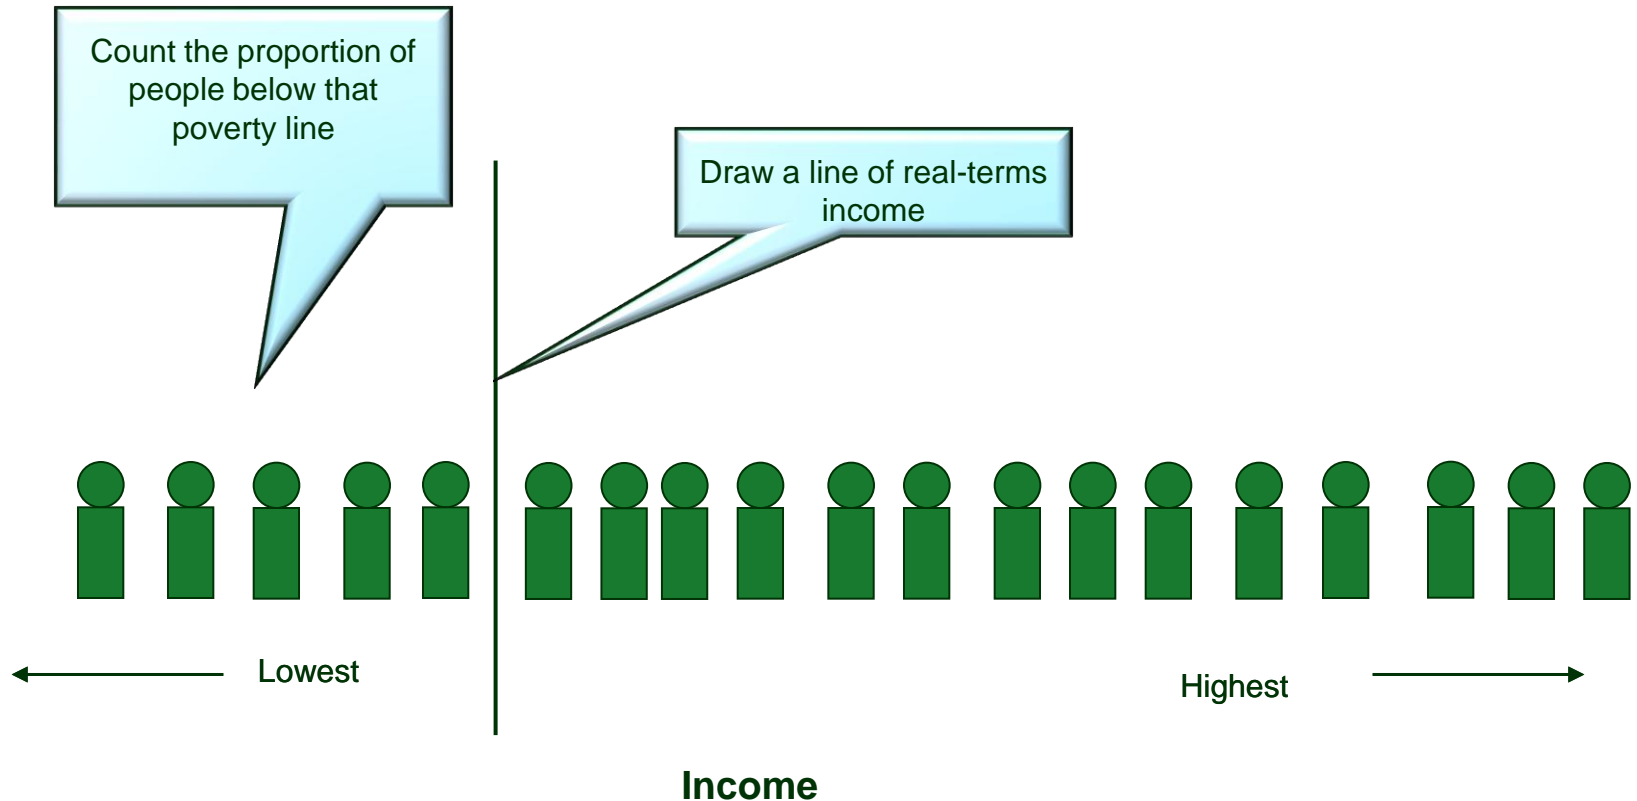 Count the proportion of
people below that
poverty line
Draw a line of real-terms
income
Lowest
Highest
Income